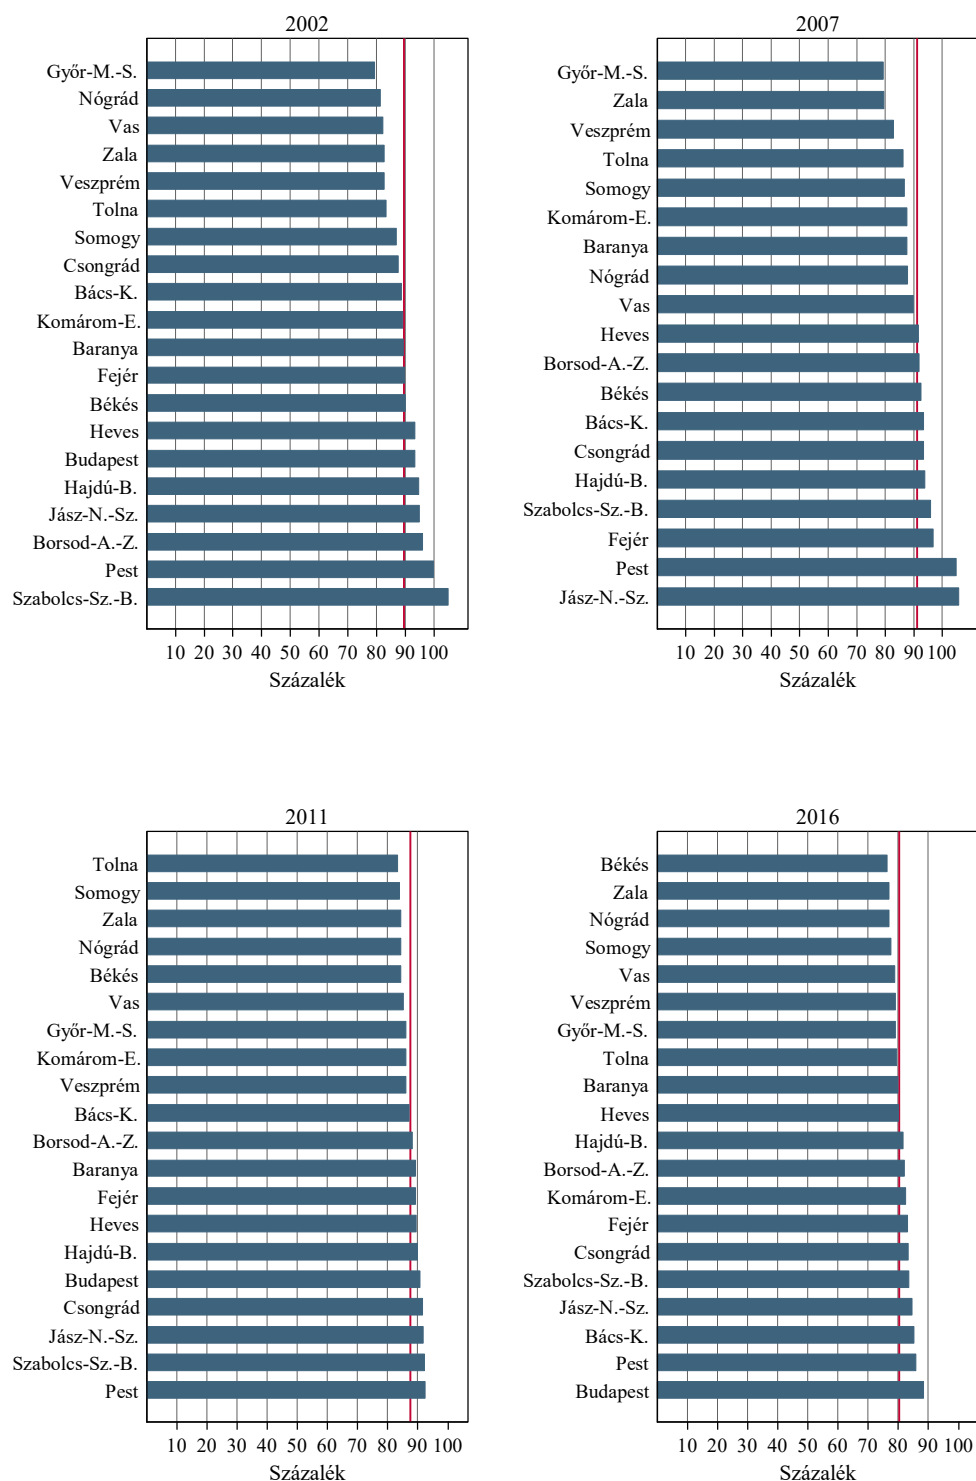 2002
Győr-M.-S.
Nógrád
Vas
Zala
Veszprém
Tolna
Somogy
Csongrád
Bács-K.
Komárom-E.
Baranya
Fejér
Békés
Heves
Budapest
Hajdú-B.
Jász-N.-Sz.
Borsod-A.-Z.
Pest
Szabolcs-Sz.-B.
10 20 30 40 50 60 70 80 90 100
Százalék
2007
Győr-M.-S.
Zala
Veszprém
Tolna
Somogy
Komárom-E.
Baranya
Nógrád
Vas
Heves
Borsod-A.-Z.
Békés
Bács-K.
Csongrád
Hajdú-B.
Szabolcs-Sz.-B.
Fejér
Pest
Jász-N.-Sz.
10 20 30 40 50 60 70 80 90 100
Százalék
2011
Tolna
Somogy
Zala
Nógrád
Békés
Vas
Győr-M.-S.
Komárom-E.
Veszprém
Bács-K.
Borsod-A.-Z.
Baranya
Fejér
Heves
Hajdú-B.
Budapest
Csongrád
Jász-N.-Sz.
Szabolcs-Sz.-B.
Pest
10 20 30 40 50 60 70 80 90 100
Százalék
2016
Békés
Zala
Nógrád
Somogy
Vas
Veszprém
Győr-M.-S.
Tolna
Baranya
Heves
Hajdú-B.
Borsod-A.-Z.
Komárom-E.
Fejér
Csongrád
Szabolcs-Sz.-B.
Jász-N.-Sz.
Bács-K.
Pest
Budapest
10 20 30 40 50 60 70 80 90 100
Százalék